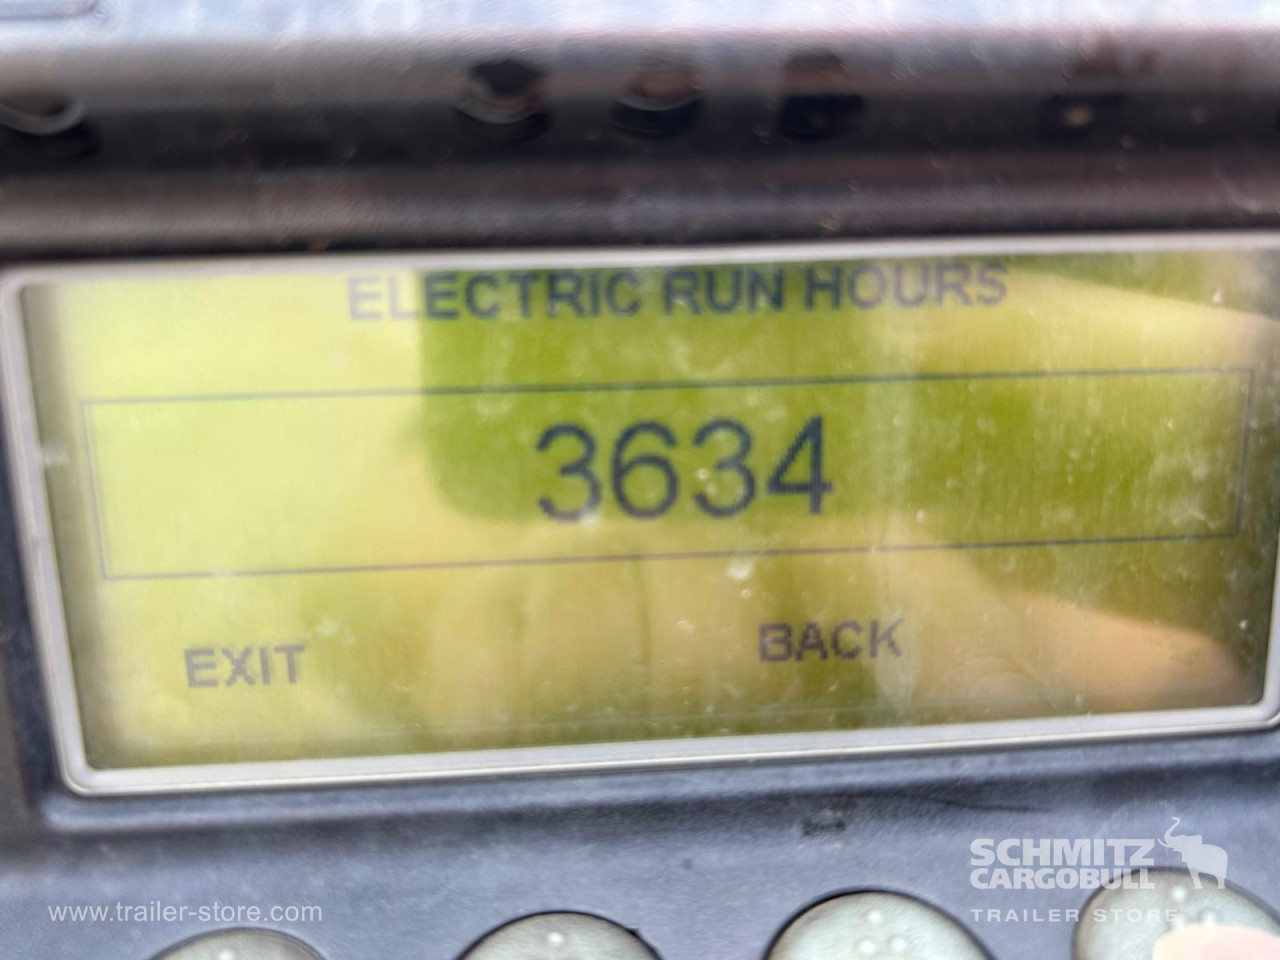 ELECTRIC RUN HOURS
3634
EXIT BACK
SCHMITZ
CARGOBULL
www.trailer-store.com
TRAILER STORE